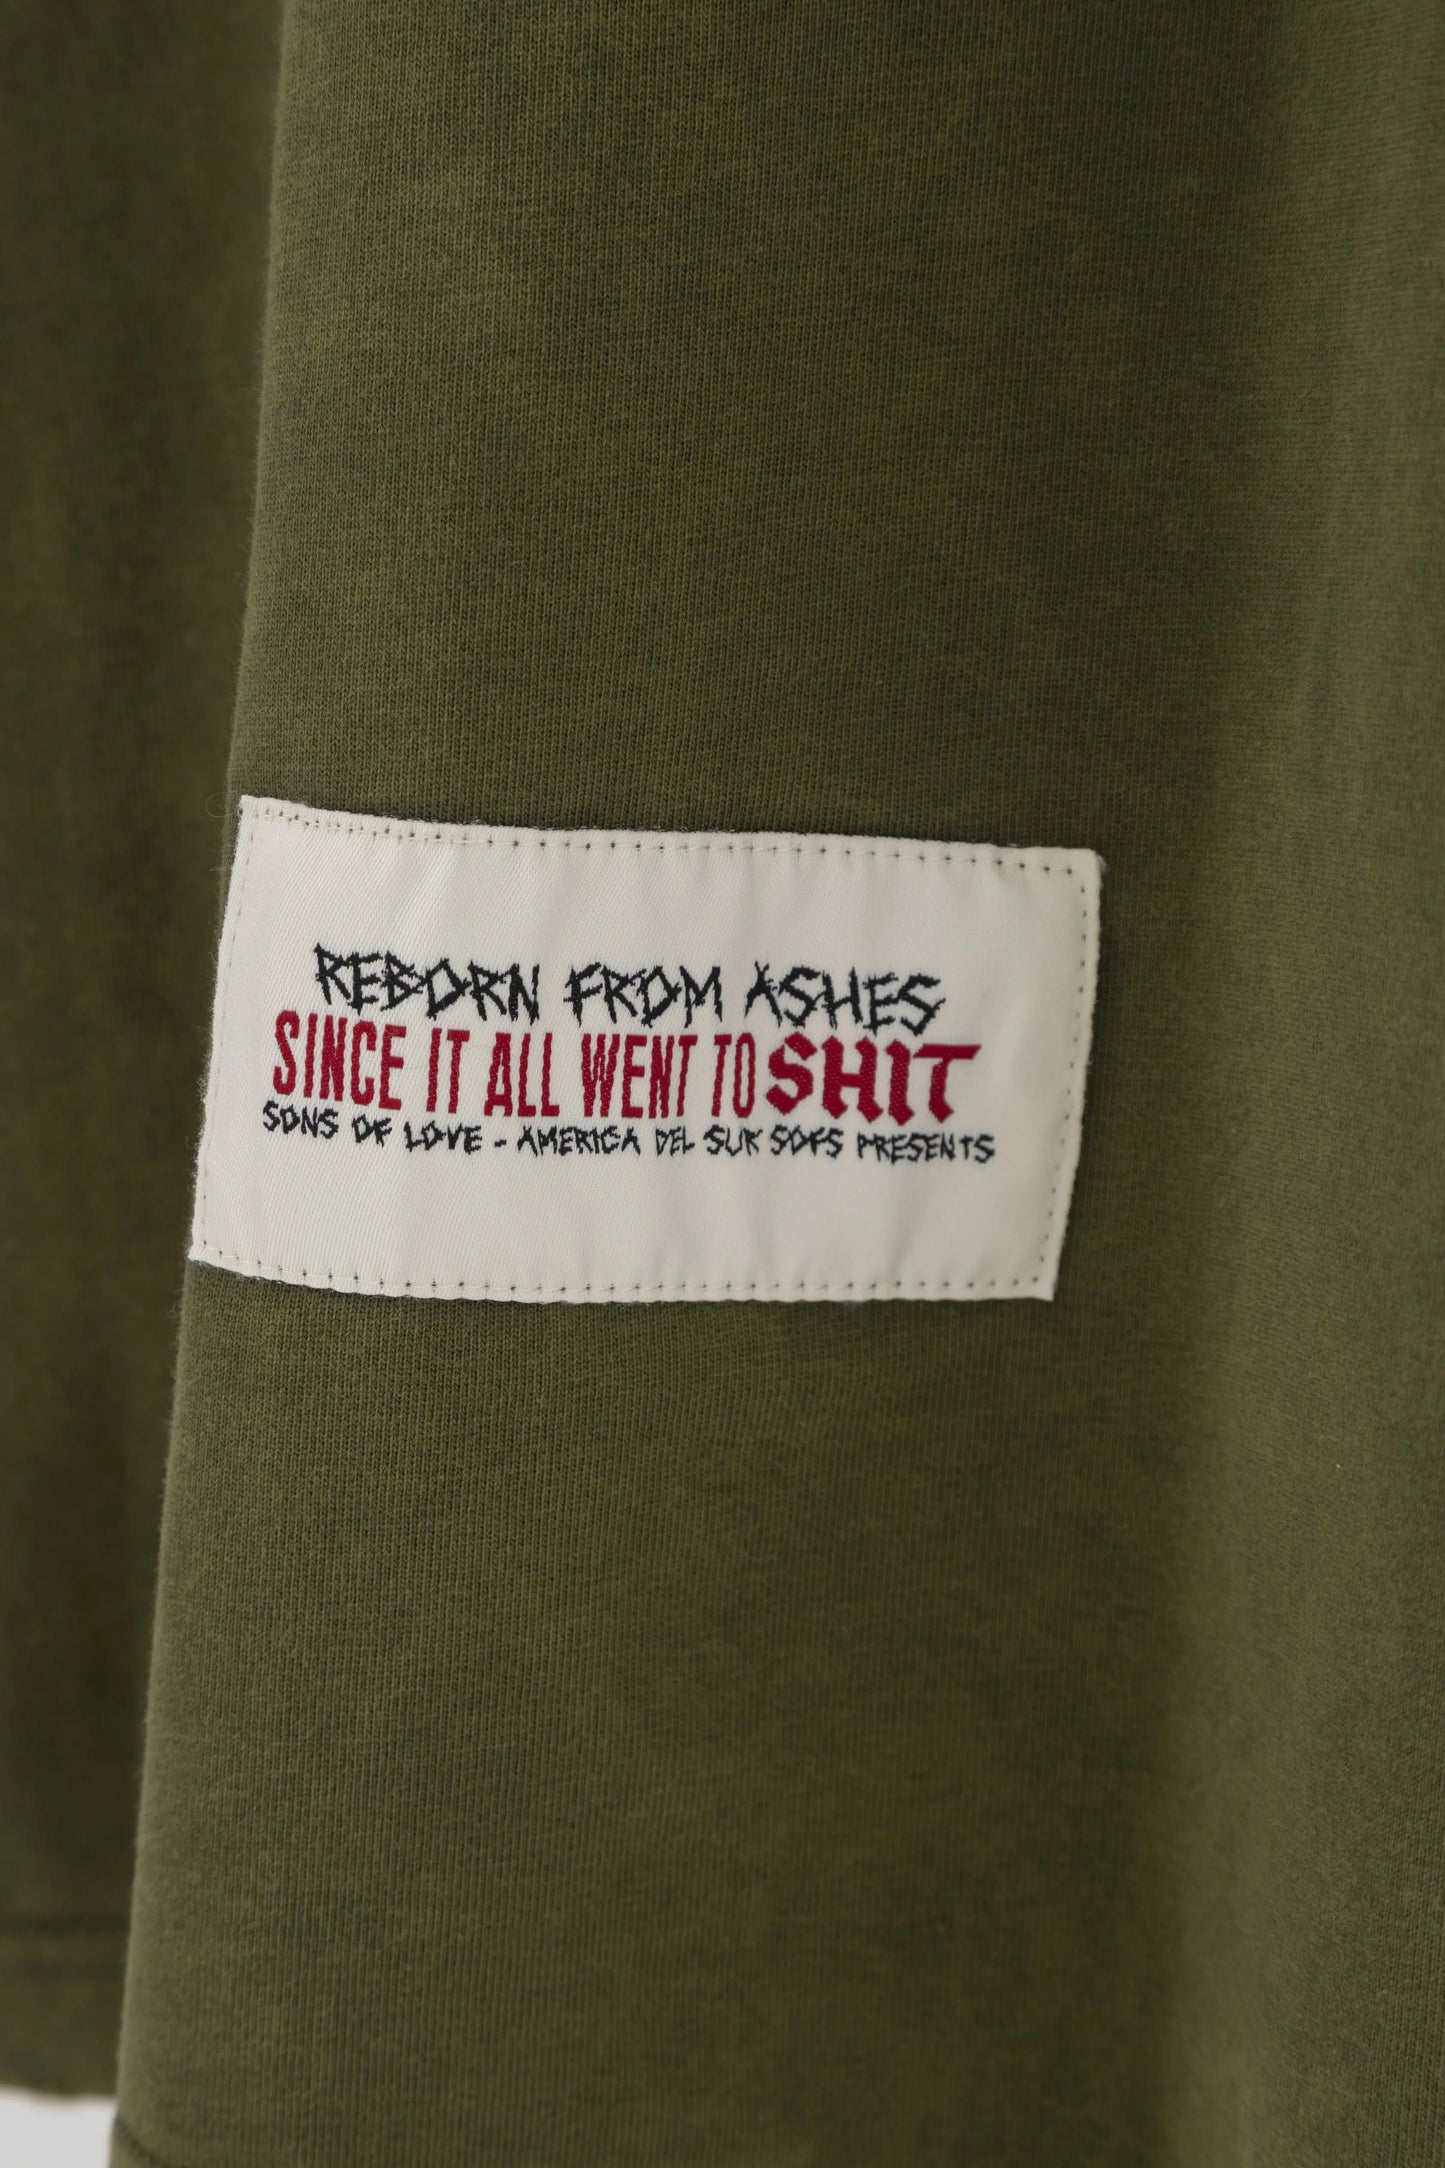 REBORN FROM ASHES
SINCE IT ALL WENT TO SHIT
SONS OF LOVE - AMERICA DEL SUR SOFS PRESENTS